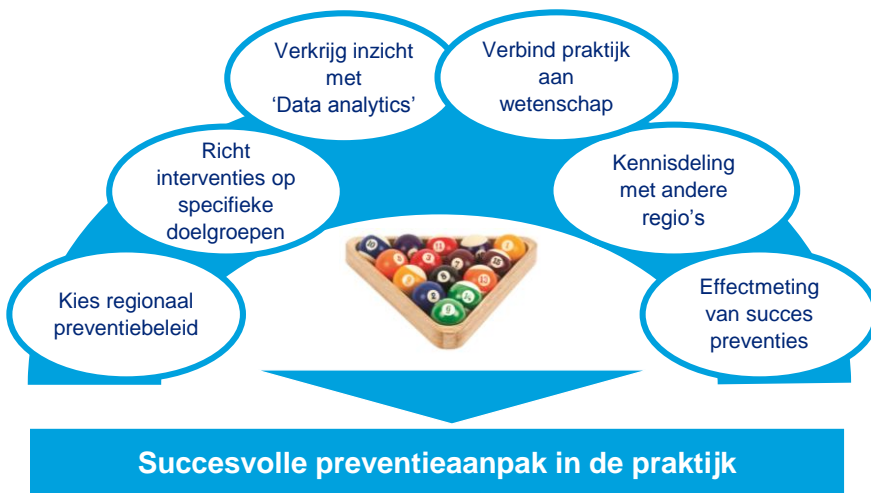 Verkrijg inzicht
met
‘Data analytics’
Verbind praktijk
aan
wetenschap
Richt
interventies op
specifieke
doelgroepen
Kennisdeling
met andere
regio’s
Kies regionaal
preventiebeleid
Effectmeting
van succes
preventies
Succesvolle preventieaanpak in de praktijk